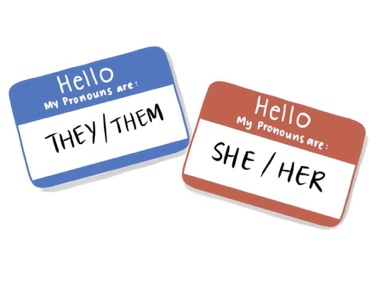 Hello
My Pronouns are:
THEY/THEM
Hello
My Pronouns are:
SHE/HER